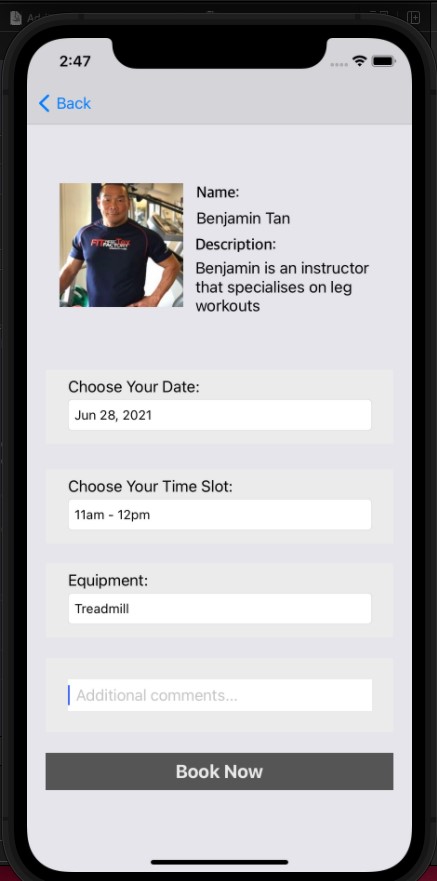 2:47
Back
Name:
Benjamin Tan
Description:
Benjamin is an instructor
that specialises on leg
workouts
Choose Your Date:
Jun 28, 2021
Choose Your Time Slot:
11am - 12pm
Equipment:
Treadmill
Additional comments...
Book Now